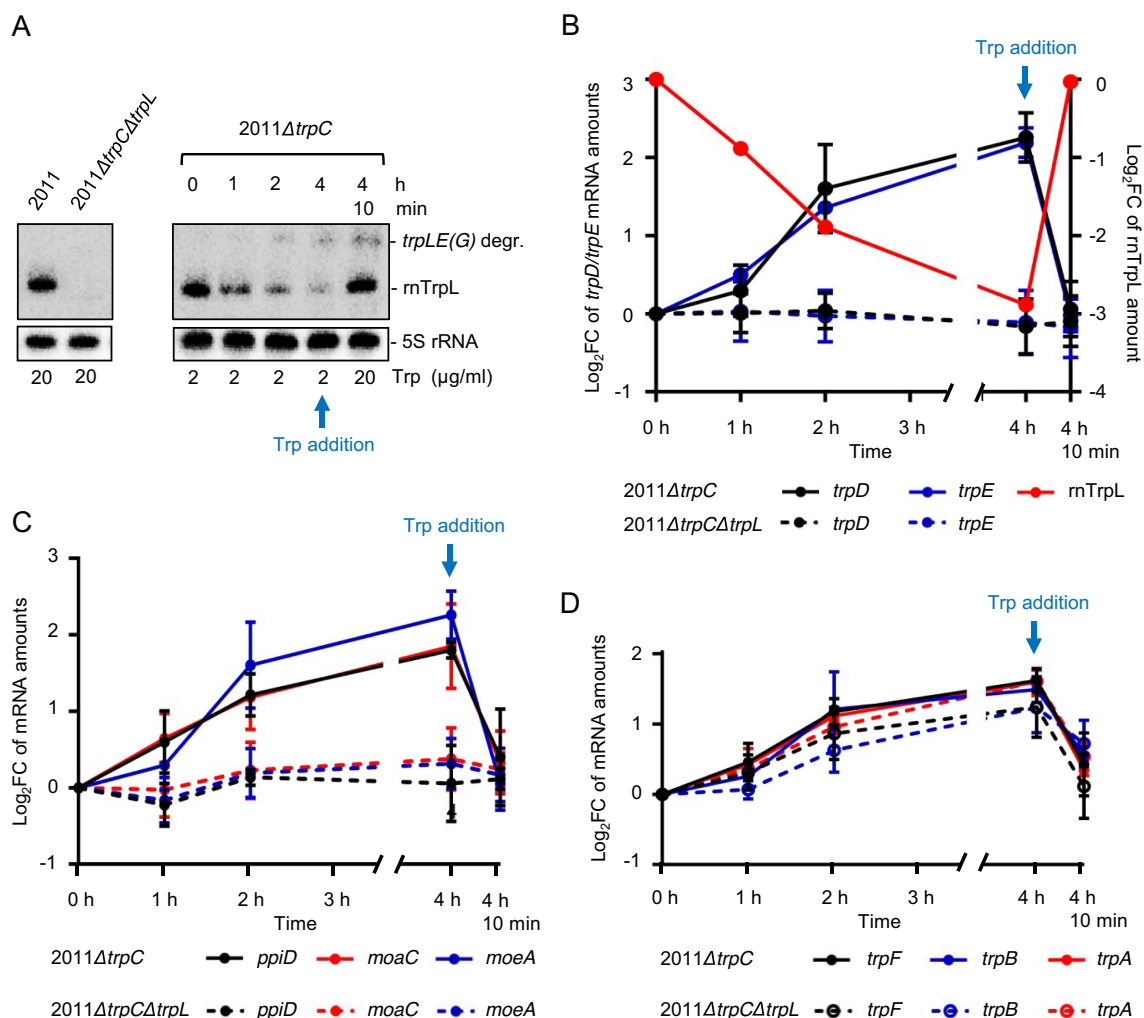 A
2011
2011ΔtrpCΔtrpL
2011ΔtrpC
0 1 2 4 4 h
10 min
- trpLE(G) degr.
- rnTrpL
- 5S rRNA
20 20 2 2 2 2 20 Trp (µg/ml)
Trp addition
B
Trp addition
Log₂FC of trpD/trpE mRNA amounts
3
2
1
0
-1
0
-1
-2
-3
-4
Log₂FC of rnTrpL amount
0 h 1 h 2 h 3 h 4 h 4 h
Time 10 min
2011ΔtrpC trpD trpE rnTrpL
2011ΔtrpCΔtrpL trpD trpE
C
Trp addition
Log₂FC of mRNA amounts
3
2
1
0
-1
4
0 h 1 h 2 h 3 h 4 h 4 h
Time 10 min
2011ΔtrpC ppiD moaC moeA
2011ΔtrpCΔtrpL ppiD moaC moeA
D
Trp addition
Log₂FC of mRNA amounts
2
1
0
-1
0 h 1 h 2 h 3 h 4 h 4 h
Time 10 min
2011ΔtrpC trpF trpB trpA
2011ΔtrpCΔtrpL trpF trpB trpA